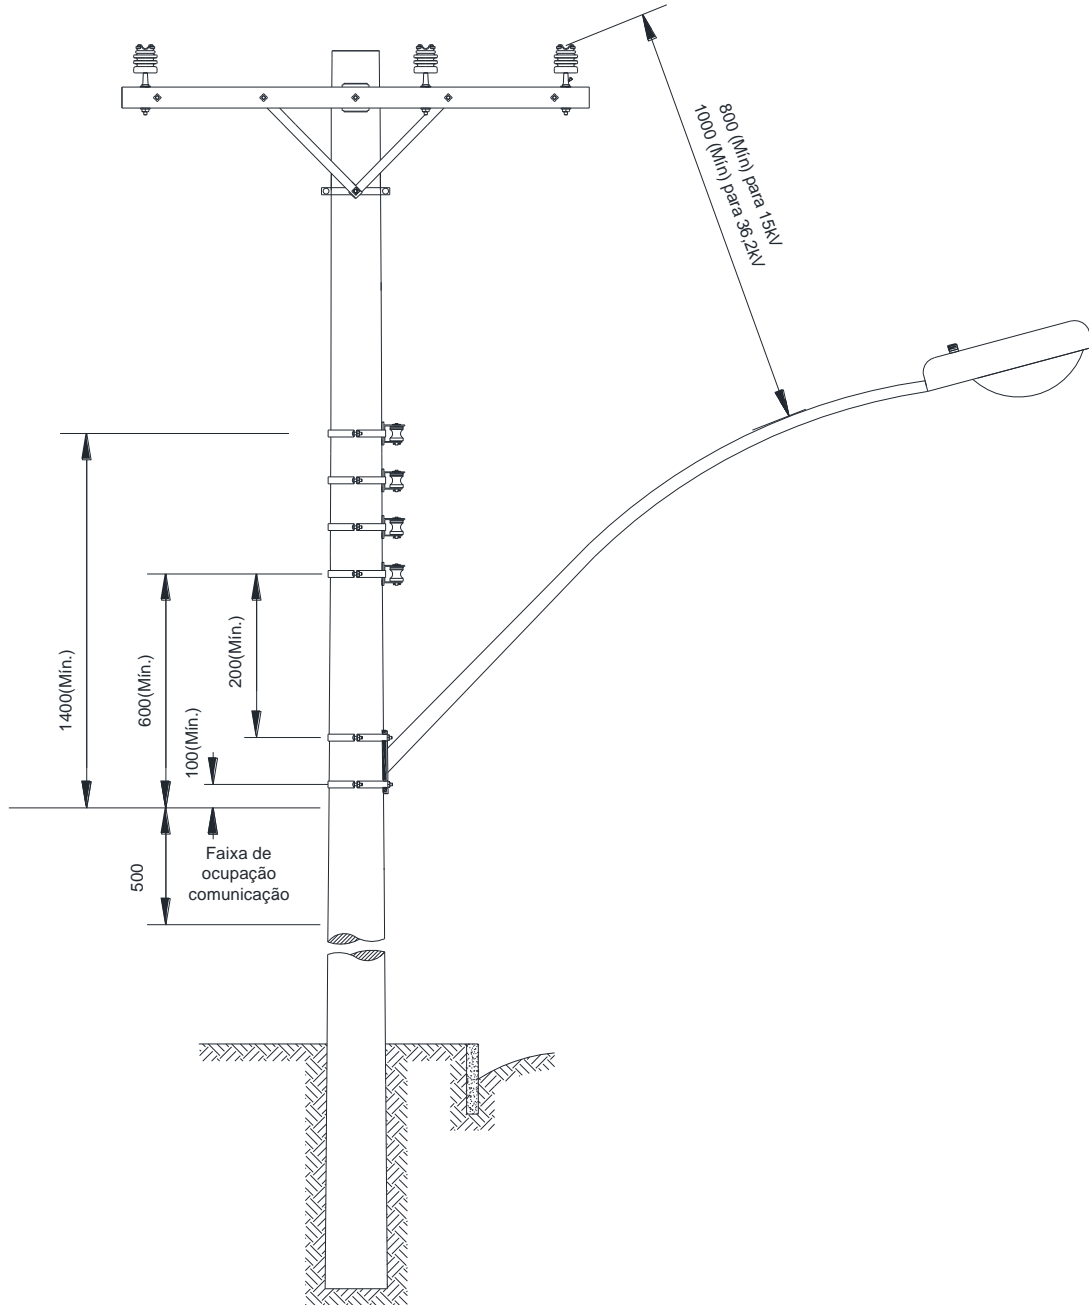 800 (Mín) para 15kV
1000 (Mín) para 36,2kV
1400(Mín.)
600(Mín.)
200(Mín.)
100(Mín.)
500
Faixa de
ocupação
comunicação